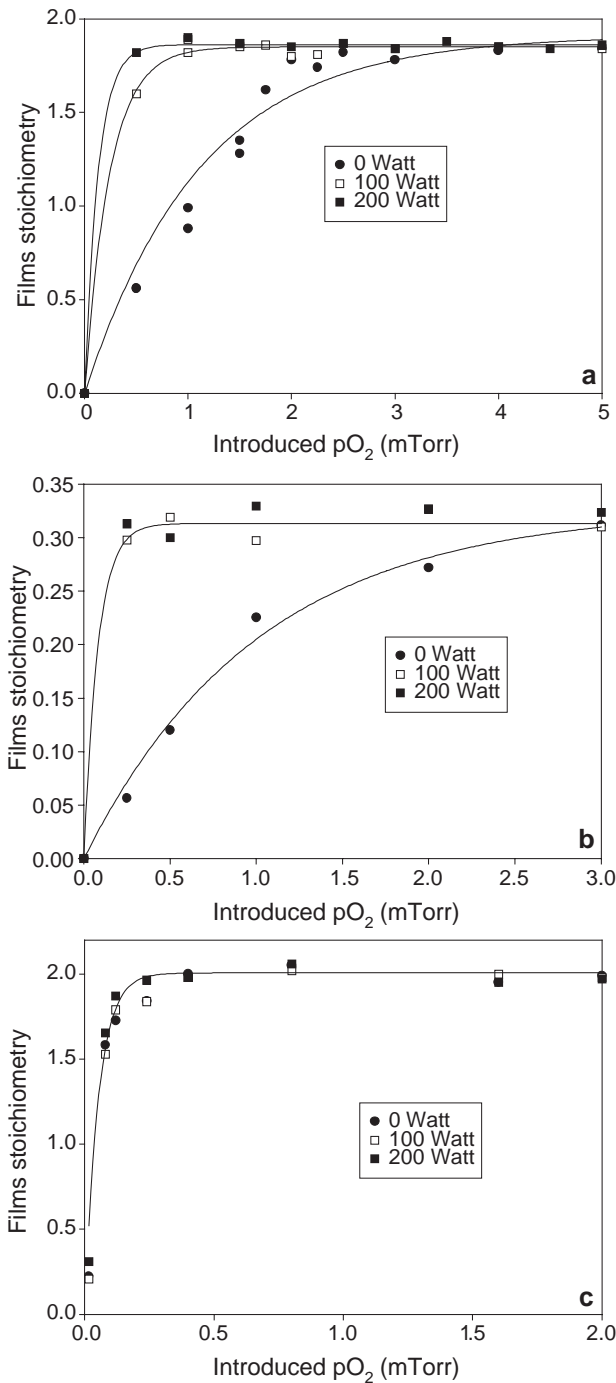 2.0
1.5
1.0
0.5
0.0
Films stoichiometry
0 Watt
100 Watt
200 Watt
a
0 1 2 3 4 5
Introduced pO₂ (mTorr)
0.35
0.30
0.25
0.20
0.15
0.10
0.05
0.00
Films stoichiometry
0 Watt
100 Watt
200 Watt
b
0.0 0.5 1.0 1.5 2.0 2.5 3.0
Introduced pO₂ (mTorr)
2.0
1.5
1.0
0.5
0.0
Films stoichiometry
0 Watt
100 Watt
200 Watt
c
0.0 0.5 1.0 1.5 2.0
Introduced pO₂ (mTorr)